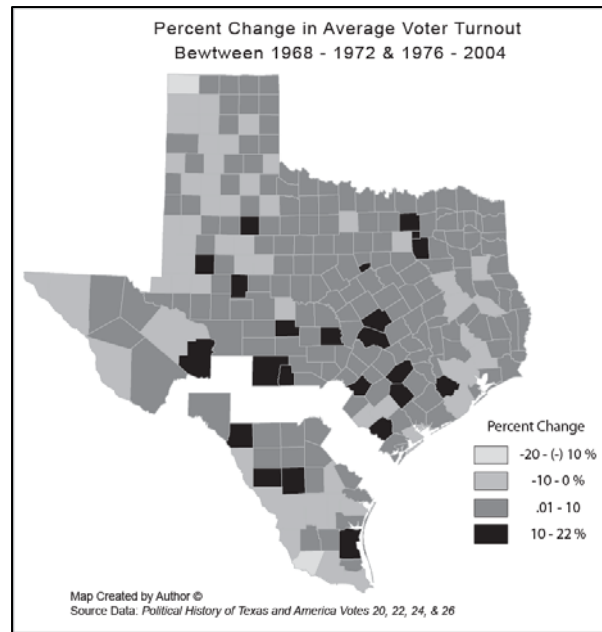 Percent Change in Average Voter Turnout
Bewtween 1968 - 1972 & 1976 - 2004
Percent Change
-20 - (-) 10 %
-10 - 0 %
.01 - 10
10 - 22 %
Map Created by Author ©
Source Data: Political History of Texas and America Votes 20, 22, 24, & 26